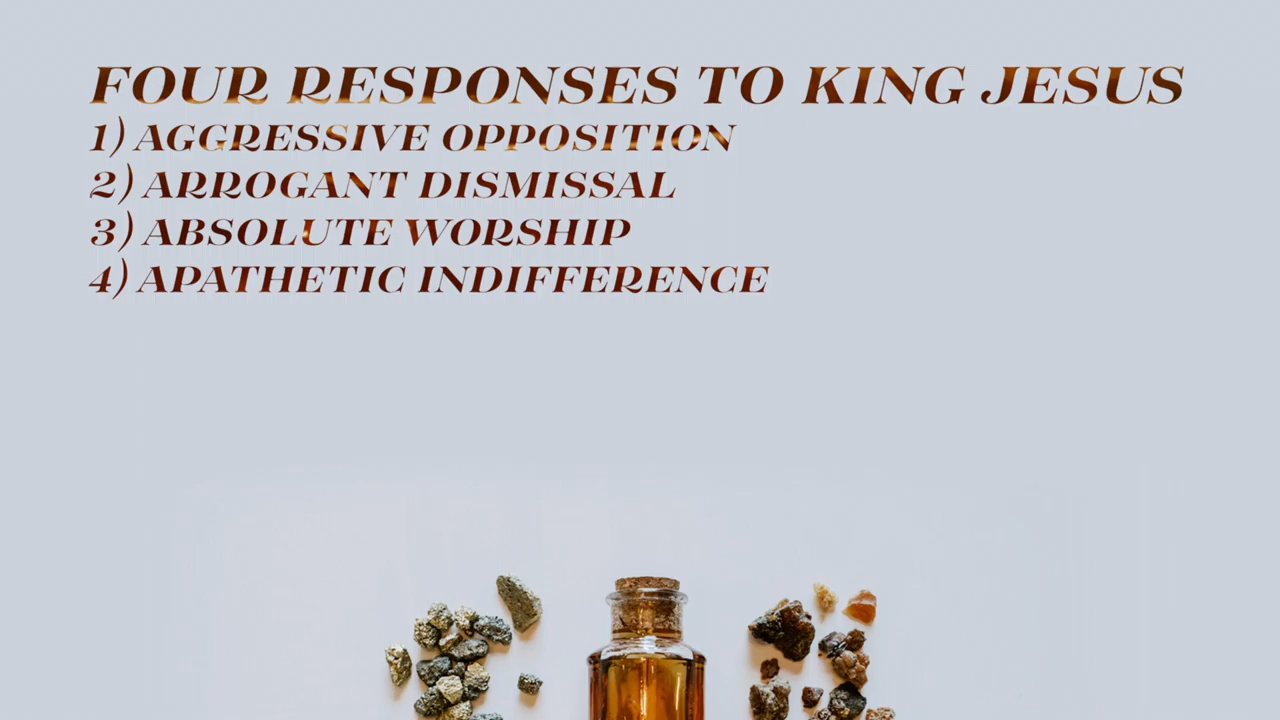 FOUR RESPONSES TO KING JESUS
1) AGGRESSIVE OPPOSITION
2) ARROGANT DISMISSAL
3) ABSOLUTE WORSHIP
4) APATHETIC INDIFFERENCE